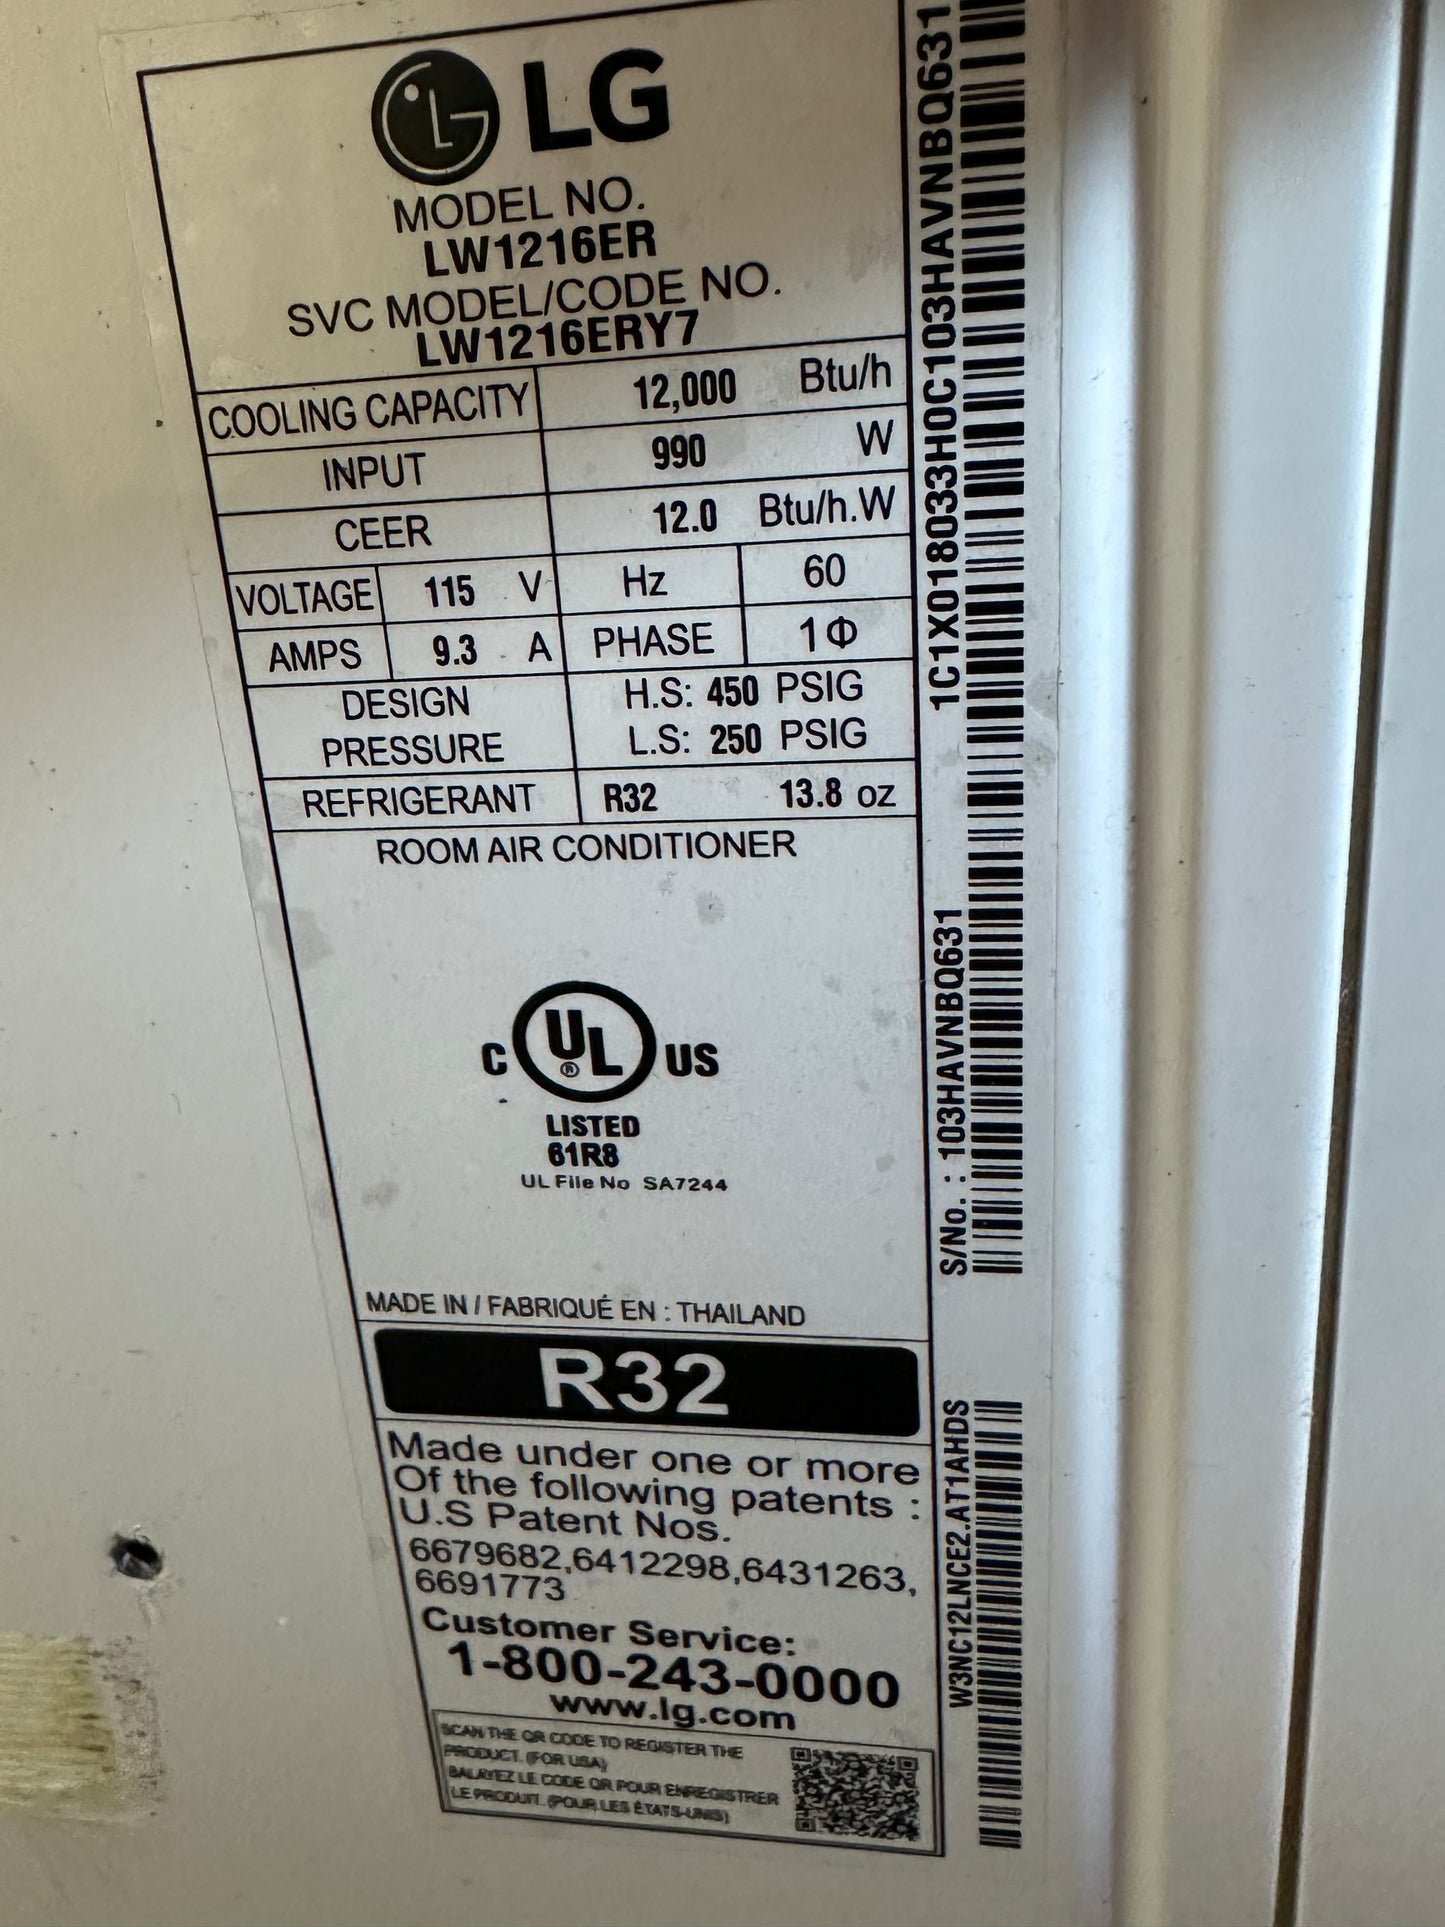 LG
MODEL NO.
LW1216ER
SVC MODEL/CODE NO.
LW1216ERY7
COOLING CAPACITY 12,000 Btu/h
INPUT 990 W
CEER 12.0 Btu/h.W
VOLTAGE 115 V Hz 60
AMPS 9.3 A PHASE 1Φ
DESIGN PRESSURE H.S: 450 PSIG
L.S: 250 PSIG
REFRIGERANT R32 13.8 oz
ROOM AIR CONDITIONER
C UL ® US
LISTED
61R8
UL File No SA7244
MADE IN / FABRIQUÉ EN : THAILAND
R32
Made under one or more
Of the following patents :
U.S Patent Nos.
6679682,6412298,6431263,
6691773
Customer Service:
1-800-243-0000
www.lg.com
SCAN THE QR CODE TO REGISTER THE
PRODUCT. (FOR USA)
BALAYEZ LE CODE QR POUR ENREGISTRER
LE PRODUIT. (POUR LES ÉTATS-UNIS)
1C1X018033H0C103HAVNBQ631
S/No. : 103HAVNBQ631
W3NC12LNCE2.AT1AHDS